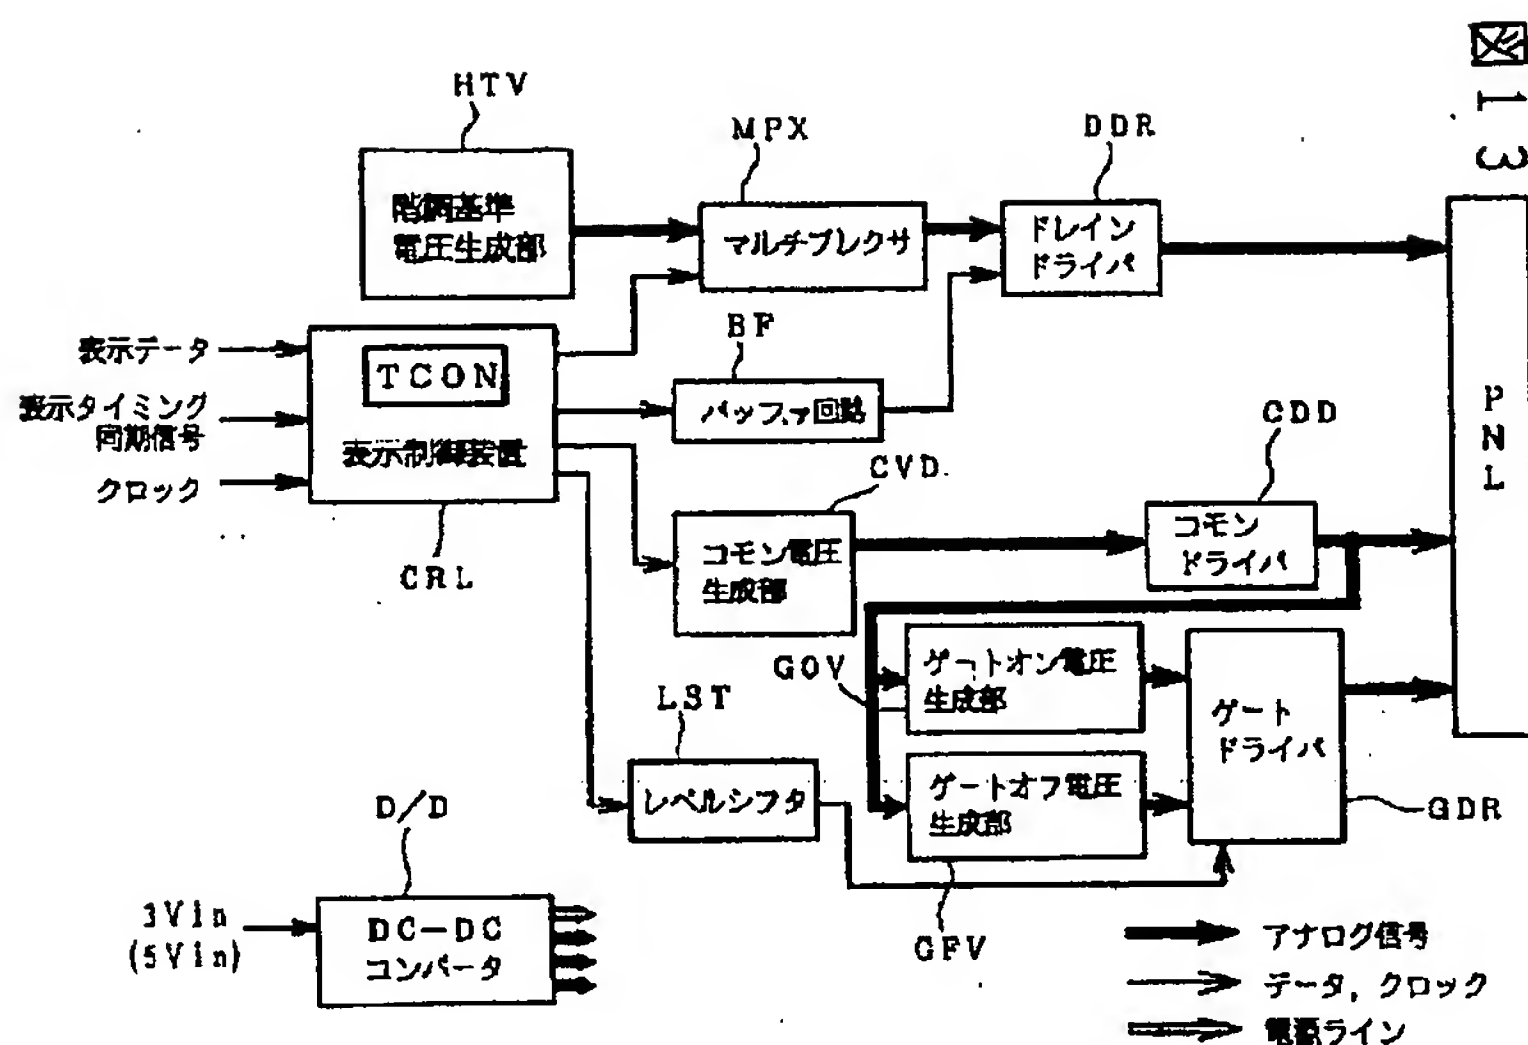 図13
HTV
MPX
DDR
階調基準
電圧生成部
マルチプレクサ
ドレイン
ドライバ
BF
表示データ
TCON
表示タイミング
同期信号
バッファ回路
表示制御装置
クロック
CVD
CDD
PNL
CRL
コモン電圧
生成部
コモン
ドライバ
GOV
ゲートオン電圧
生成部
LST
ゲート
ドライバ
レベルシフタ
ゲートオフ電圧
生成部
D/D
GDR
3Vin
(5Vin)
DC-DC
コンバータ
GFV
アナログ信号
データ, クロック
電源ライン